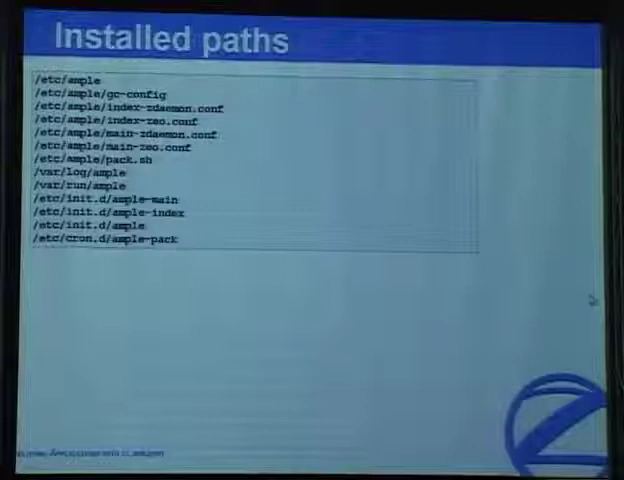 Installed paths
/etc/ample
/etc/ample/gc-config
/etc/ample/index-zdaemon.conf
/etc/ample/index-zeo.conf
/etc/ample/main-zdaemon.conf
/etc/ample/main-zeo.conf
/etc/ample/pack.sh
/var/log/ample
/var/run/ample
/etc/init.d/ample-main
/etc/init.d/ample-index
/etc/init.d/ample
/etc/cron.d/ample-pack